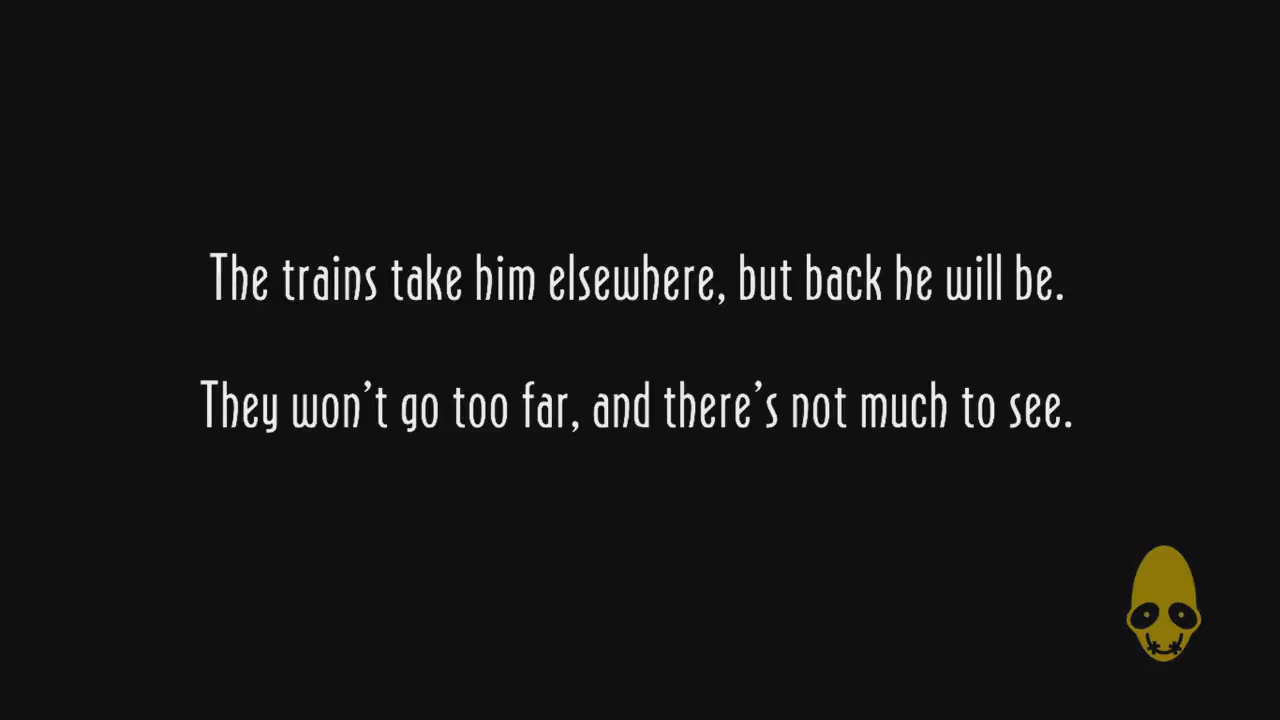 The trains take him elsewhere, but back he will be.
They won't go too far, and there's not much to see.